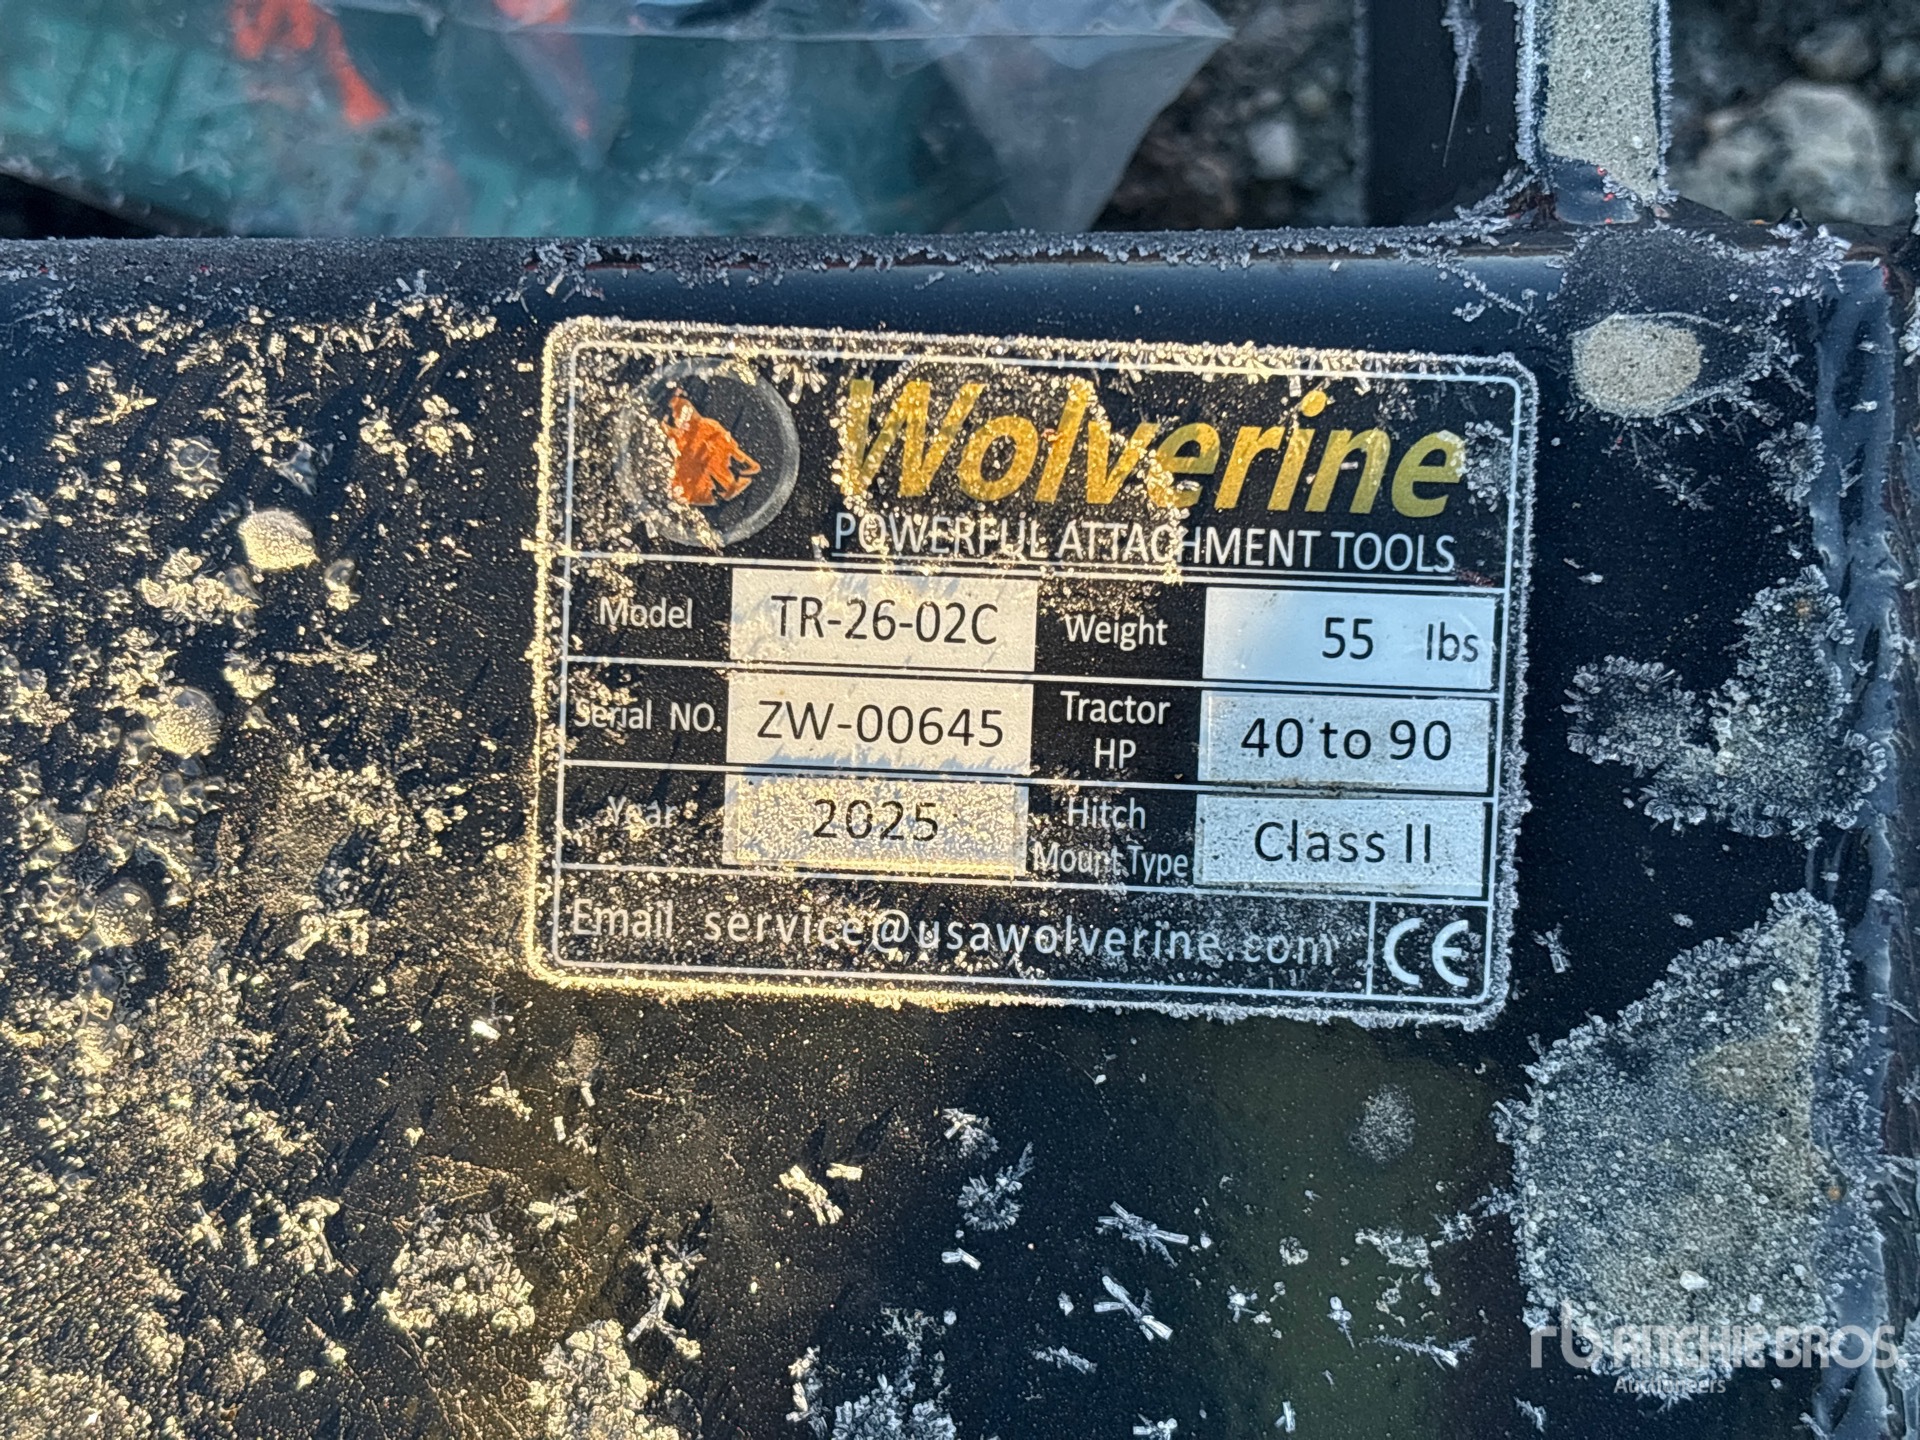 Wolverine
POWERFUL ATTACHMENT TOOLS
Model TR-26-02C Weight 55 lbs
Serial NO. ZW-00645 Tractor HP 40 to 90
Year 2025 Hitch Mount Type Class II
Email service@usawolverine.com CE
rb RITCHIE BROS
Auctioneers